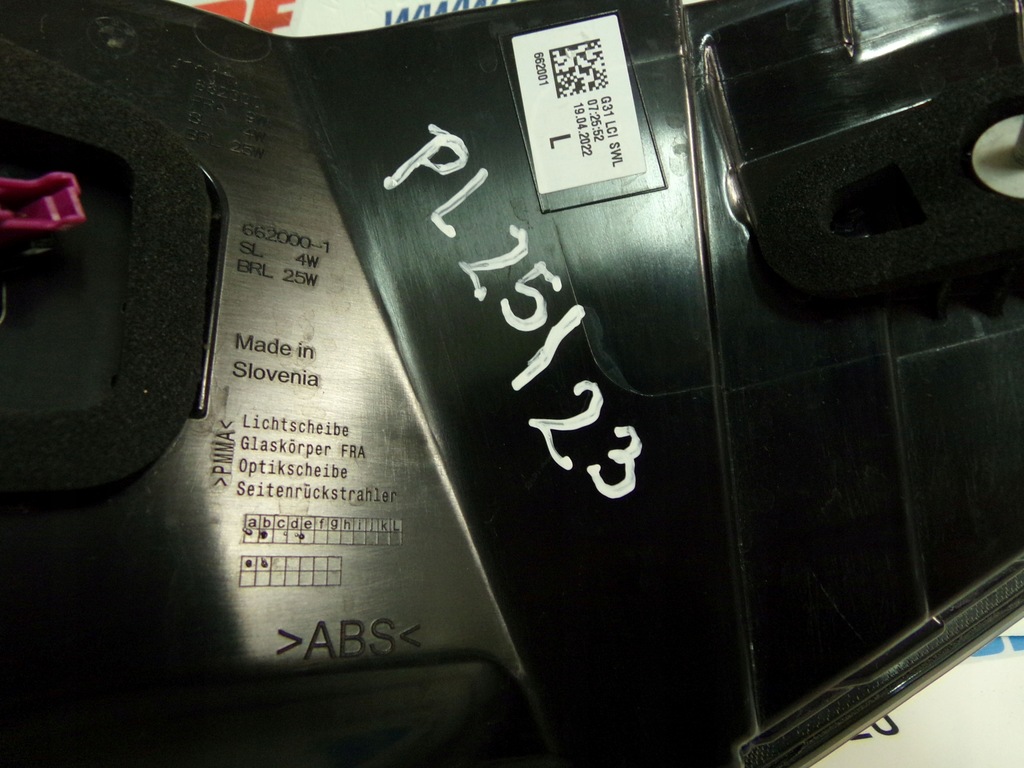 WWW.
662001
G31 LCI SWL
07:25:52
19.04.2022
L
PL 25/23
662000-1
SL 4W
BRL 25W
Made in
Slovenia
>PMMA<
Lichtscheibe
Glaskörper FRA
Optikscheibe
Seitenrückstrahler
a b c d e f g h i j k L
>ABS<